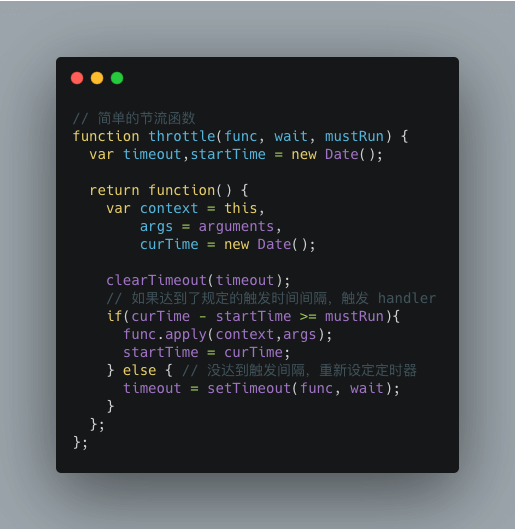 // 简单的节流函数
function throttle(func, wait, mustRun) {
  var timeout,startTime = new Date();

  return function() {
    var context = this,
        args = arguments,
        curTime = new Date();

    clearTimeout(timeout);
    // 如果达到了规定的触发时间间隔，触发 handler
    if(curTime - startTime >= mustRun){
      func.apply(context,args);
      startTime = curTime;
    } else { // 没达到触发间隔，重新设定定时器
      timeout = setTimeout(func, wait);
    }
  };
};